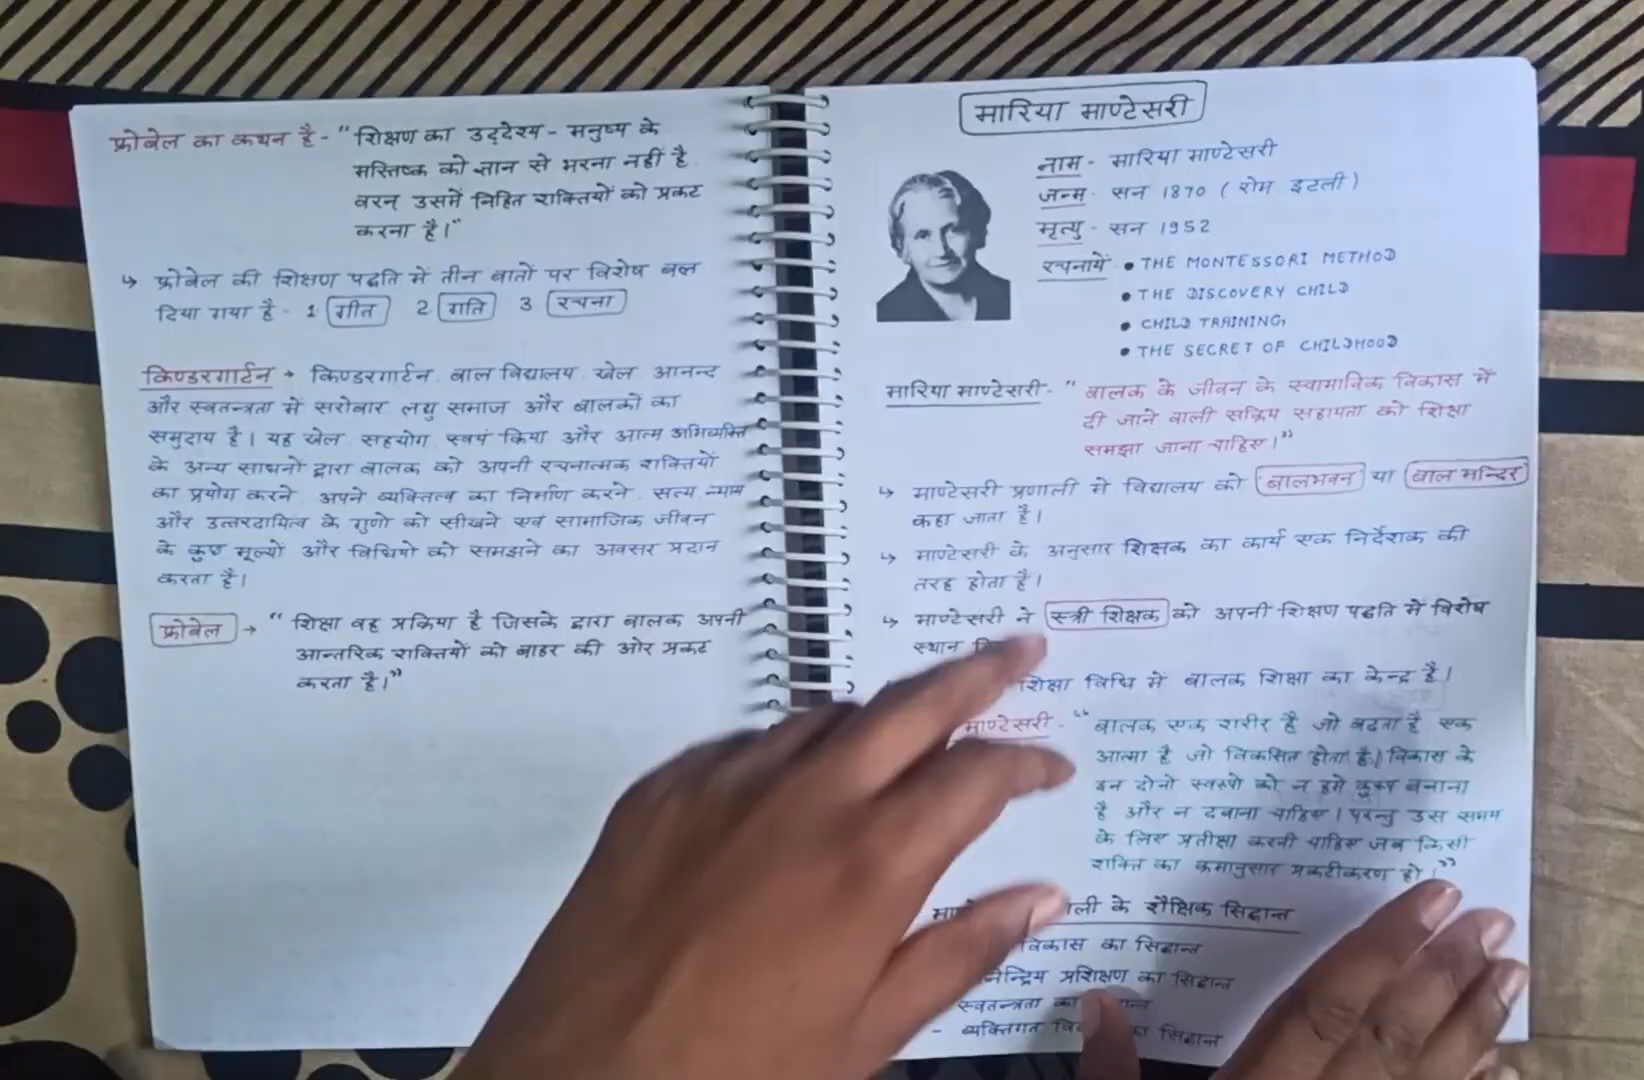 फ्रोबेल का कथन है - " शिक्षण का उद्देश्य - मनुष्य के
मस्तिष्क को ज्ञान से भरना नहीं है
वरन् उसमें निहित शक्तियों को प्रकट
करना है।"
↳ फ्रोबेल की शिक्षण पद्धति में तीन बातों पर विशेष बल
दिया गया है - 1 गीत 2 गति 3 रचना
किण्डरगार्टन → किण्डरगार्टन बाल विद्यालय खेल आनन्द
और स्वतन्त्रता में सरोबार लघु समाज और बालकों का
समुदाय है। यह खेल सहयोग स्वयं क्रिया और आत्म अभिव्यक्ति
के अन्य साधनों द्वारा बालक को अपनी रचनात्मक शक्तियों
का प्रयोग करने अपने व्यक्तित्व का निर्माण करने सत्य न्याय
और उत्तरदायित्व के गुणो को सीखने एवं सामाजिक जीवन
के कुछ मूल्यों और विधियो को समझने का अवसर प्रदान
करता है।
फ्रोबेल → " शिक्षा वह प्रक्रिया है जिसके द्वारा बालक अपनी
आन्तरिक शक्तियों को बाहर की ओर प्रकट
करता है।"
मारिया माण्टेसरी
नाम - मारिया माण्टेसरी
जन्म - सन 1870 ( रोम इटली )
मृत्यु - सन 1952
रचनायें • THE MONTESSORI METHOD
• THE DISCOVERY CHILD
• CHILD TRAINING
• THE SECRET OF CHILDHOOD
मारिया माण्टेसरी - " बालक के जीवन के स्वाभाविक विकास में
दी जाने वाली सक्रिय सहायता को शिक्षा
समझा जाना चाहिए।"
↳ माण्टेसरी प्रणाली में विद्यालय को बालभवन या बाल मन्दिर
कहा जाता है।
↳ माण्टेसरी के अनुसार शिक्षक का कार्य एक निर्देशक की
तरह होता है।
↳ माण्टेसरी ने स्त्री शिक्षक को अपनी शिक्षण पद्धति में विशेष
स्थान
शिक्षा विधि में बालक शिक्षा का केन्द्र है।
माण्टेसरी - " बालक एक शरीर है जो बढता है एक
आत्मा है जो विकसित होता है। विकास के
इन दोनो स्वरूपो को न हमे कुरूप बनाना
है और न दबाना चाहिए। परन्तु उस समय
के लिए प्रतीक्षा करनी चाहिए जब किसी
शक्ति का क्रमानुसार प्रकटीकरण हो।"
के शैक्षिक सिद्धान्त
विकास का सिद्धान्त
प्रशिक्षण का सिद्धान्त
स्वतन्त्रता का
- व्यक्तिगत का सिद्धान्त